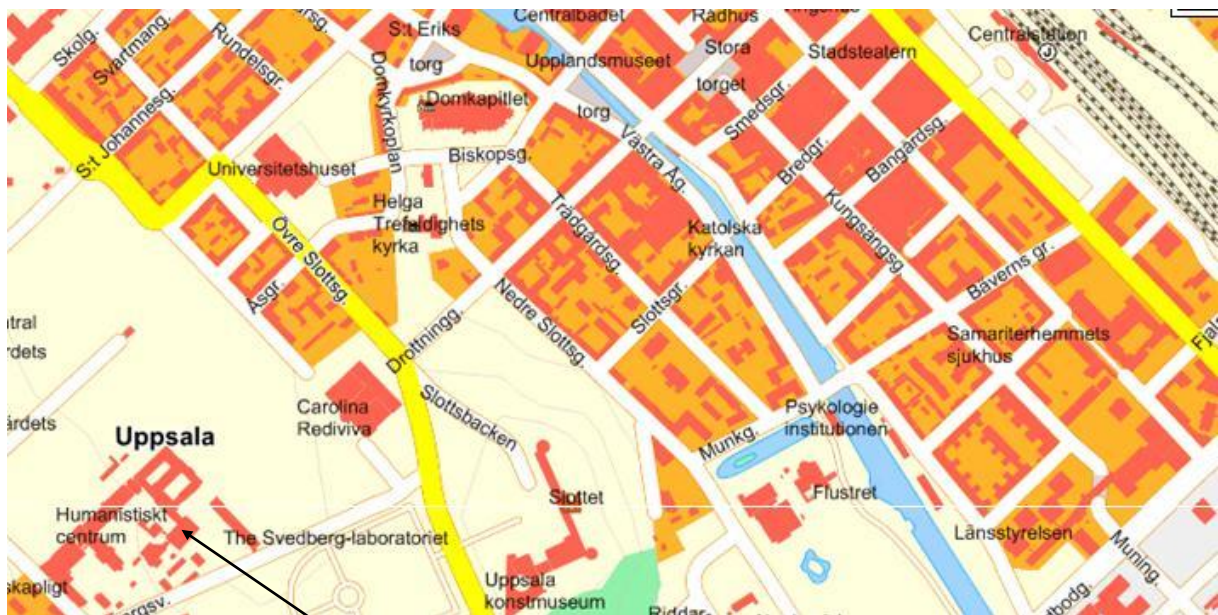 Centralbadet
Rådhus
S:t Eriks
torg
Upplandsmuseet
Stora
torget
Stadsteatern
Centralstation
J
Skolg.
Svartmang.
Rundelsgr.
Domkyrkoplan
Domkapitlet
torg
Västra Åg.
Smedsgr.
Bredgr.
Bangårdsg.
S:t Johannesg.
Universitetshuset
Biskopsg.
Helga
Trefaldighets
kyrka
Trädgårdsg.
Katolska
kyrkan
Kungsängsg
Bäverns gr.
Övre Slottsg.
Åsgr.
Nedre Slottsg.
Slottsgr.
Drottningg.
Samariterhemmets
sjukhus
Carolina
Rediviva
Slottsbacken
Psykologie
institutionen
Munkg.
Uppsala
Slottet
Flustret
Humanistiskt
centrum
The Svedberg-laboratoriet
Länsstyrelsen
Muning.
Uppsala
konstmuseum